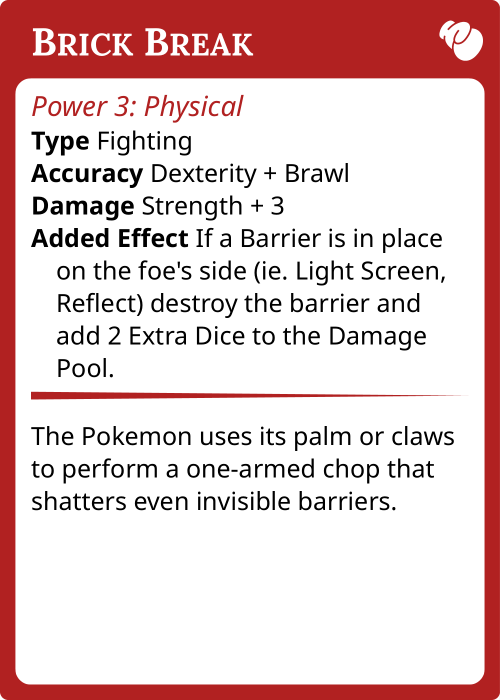 Brick Break
Power 3: Physical
Type Fighting
Accuracy Dexterity + Brawl
Damage Strength + 3
Added Effect If a Barrier is in place
on the foe's side (ie. Light Screen,
Reflect) destroy the barrier and
add 2 Extra Dice to the Damage
Pool.
The Pokemon uses its palm or claws
to perform a one-armed chop that
shatters even invisible barriers.